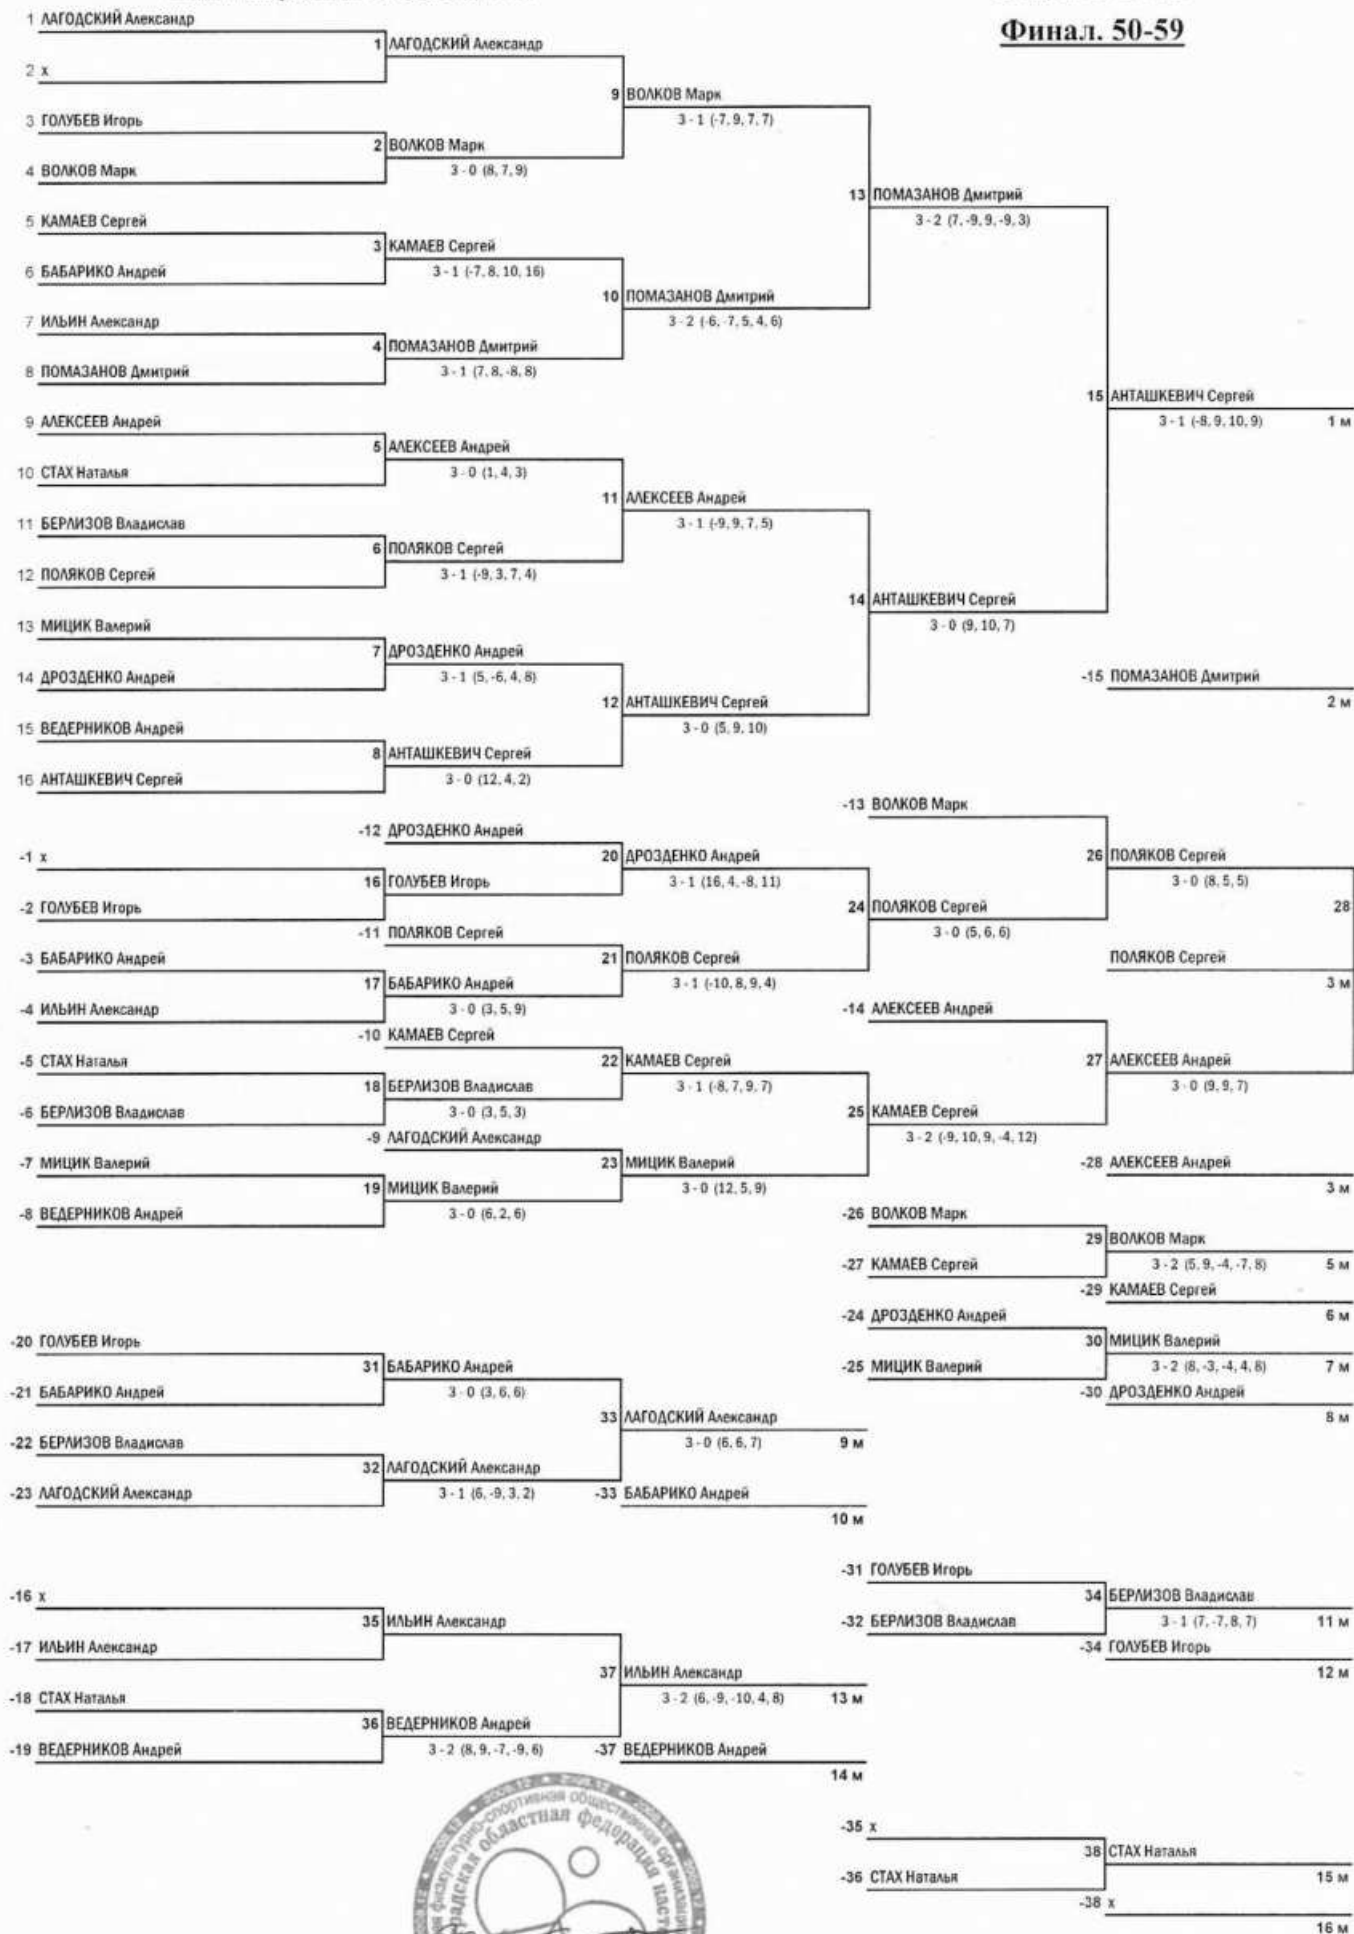 Финал. 50-59
1 ЛАГОДСКИЙ Александр
1 ЛАГОДСКИЙ Александр
2 х
9 ВОЛКОВ Марк
3 - 1 (-7, 9, 7, 7)
3 ГОЛУБЕВ Игорь
2 ВОЛКОВ Марк
3 - 0 (8, 7, 9)
4 ВОЛКОВ Марк
13 ПОМАЗАНОВ Дмитрий
3 - 2 (7, -9, 9, -9, 3)
5 КАМАЕВ Сергей
3 КАМАЕВ Сергей
3 - 1 (-7, 8, 10, 16)
6 БАБАРИКО Андрей
10 ПОМАЗАНОВ Дмитрий
3 - 2 (-6, -7, 5, 4, 6)
7 ИЛЬИН Александр
4 ПОМАЗАНОВ Дмитрий
3 - 1 (7, 8, -8, 8)
8 ПОМАЗАНОВ Дмитрий
15 АНТАШКЕВИЧ Сергей
3 - 1 (-8, 9, 10, 9) 1 м
9 АЛЕКСЕЕВ Андрей
5 АЛЕКСЕЕВ Андрей
3 - 0 (1, 4, 3)
10 СТАХ Наталья
11 АЛЕКСЕЕВ Андрей
3 - 1 (-9, 9, 7, 5)
11 БЕРЛИЗОВ Владислав
6 ПОЛЯКОВ Сергей
3 - 1 (-9, 3, 7, 4)
12 ПОЛЯКОВ Сергей
14 АНТАШКЕВИЧ Сергей
3 - 0 (9, 10, 7)
13 МИЦИК Валерий
7 ДРОЗДЕНКО Андрей
3 - 1 (5, -6, 4, 8)
14 ДРОЗДЕНКО Андрей
-15 ПОМАЗАНОВ Дмитрий
2 м
12 АНТАШКЕВИЧ Сергей
3 - 0 (5, 9, 10)
15 ВЕДЕРНИКОВ Андрей
8 АНТАШКЕВИЧ Сергей
3 - 0 (12, 4, 2)
16 АНТАШКЕВИЧ Сергей
-13 ВОЛКОВ Марк
-12 ДРОЗДЕНКО Андрей
-1 х
20 ДРОЗДЕНКО Андрей
3 - 1 (16, 4, -8, 11)
26 ПОЛЯКОВ Сергей
3 - 0 (8, 5, 5)
16 ГОЛУБЕВ Игорь
-2 ГОЛУБЕВ Игорь
24 ПОЛЯКОВ Сергей
3 - 0 (5, 6, 6)
28
-11 ПОЛЯКОВ Сергей
-3 БАБАРИКО Андрей
21 ПОЛЯКОВ Сергей
3 - 1 (-10, 8, 9, 4)
ПОЛЯКОВ Сергей
3 м
17 БАБАРИКО Андрей
3 - 0 (3, 5, 9)
-4 ИЛЬИН Александр
-14 АЛЕКСЕЕВ Андрей
-10 КАМАЕВ Сергей
-5 СТАХ Наталья
22 КАМАЕВ Сергей
3 - 1 (-8, 7, 9, 7)
27 АЛЕКСЕЕВ Андрей
3 - 0 (9, 9, 7)
18 БЕРЛИЗОВ Владислав
3 - 0 (3, 5, 3)
-6 БЕРЛИЗОВ Владислав
25 КАМАЕВ Сергей
3 - 2 (-9, 10, 9, -4, 12)
-9 ЛАГОДСКИЙ Александр
-7 МИЦИК Валерий
23 МИЦИК Валерий
3 - 0 (12, 5, 9)
-28 АЛЕКСЕЕВ Андрей
3 м
19 МИЦИК Валерий
3 - 0 (6, 2, 6)
-8 ВЕДЕРНИКОВ Андрей
-26 ВОЛКОВ Марк
29 ВОЛКОВ Марк
3 - 2 (5, 9, -4, -7, 8) 5 м
-27 КАМАЕВ Сергей
-29 КАМАЕВ Сергей
6 м
-24 ДРОЗДЕНКО Андрей
30 МИЦИК Валерий
3 - 2 (8, -3, -4, 4, 8) 7 м
-25 МИЦИК Валерий
-30 ДРОЗДЕНКО Андрей
8 м
-20 ГОЛУБЕВ Игорь
31 БАБАРИКО Андрей
3 - 0 (3, 6, 6)
-21 БАБАРИКО Андрей
33 ЛАГОДСКИЙ Александр
3 - 0 (6, 6, 7) 9 м
-22 БЕРЛИЗОВ Владислав
32 ЛАГОДСКИЙ Александр
3 - 1 (6, -9, 3, 2)
-23 ЛАГОДСКИЙ Александр
-33 БАБАРИКО Андрей
10 м
-31 ГОЛУБЕВ Игорь
34 БЕРЛИЗОВ Владислав
3 - 1 (7, -7, 8, 7) 11 м
-32 БЕРЛИЗОВ Владислав
-34 ГОЛУБЕВ Игорь
12 м
-16 х
35 ИЛЬИН Александр
-17 ИЛЬИН Александр
37 ИЛЬИН Александр
3 - 2 (6, -9, -10, 4, 8) 13 м
-18 СТАХ Наталья
36 ВЕДЕРНИКОВ Андрей
3 - 2 (8, 9, -7, -9, 6)
-19 ВЕДЕРНИКОВ Андрей
-37 ВЕДЕРНИКОВ Андрей
14 м
-35 х
38 СТАХ Наталья
15 м
-36 СТАХ Наталья
-38 х
16 м
физкультурно-спортивная общественная
областная федерация